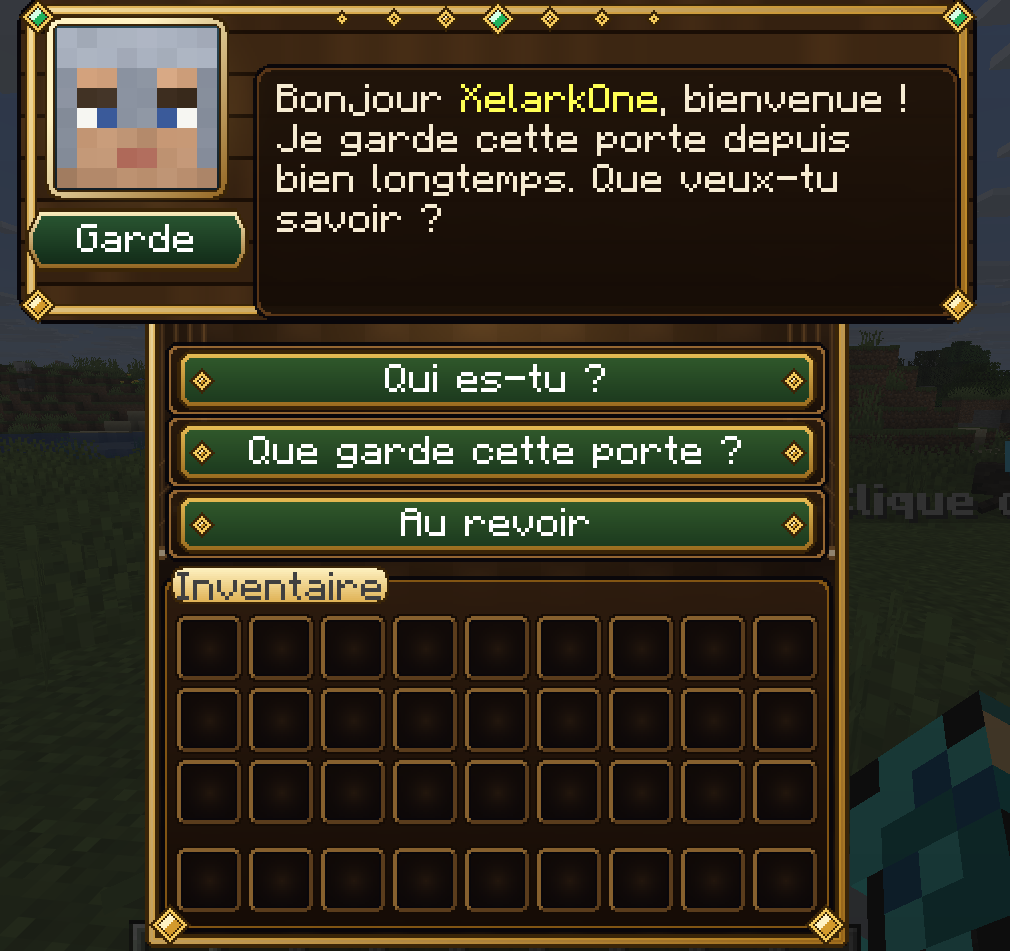 Bonjour XelarkOne, bienvenue !
Je garde cette porte depuis
bien longtemps. Que veux-tu
savoir ?
Garde
Qui es-tu ?
Que garde cette porte ?
Au revoir
Inventaire